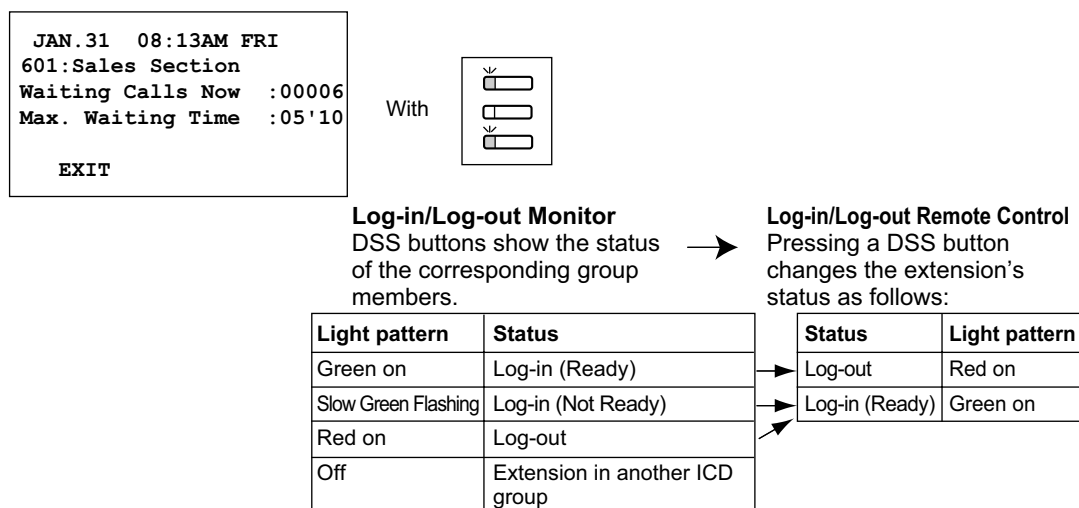 JAN.31 08:13AM FRI
601:Sales Section
Waiting Calls Now :00006
Max. Waiting Time :05'10
EXIT
With
Log-in/Log-out Monitor
DSS buttons show the status
of the corresponding group
members.
Log-in/Log-out Remote Control
Pressing a DSS button
changes the extension's
status as follows:
Light pattern Status
Green on Log-in (Ready)
Slow Green Flashing Log-in (Not Ready)
Red on Log-out
Off Extension in another ICD
group
Status Light pattern
Log-out Red on
Log-in (Ready) Green on